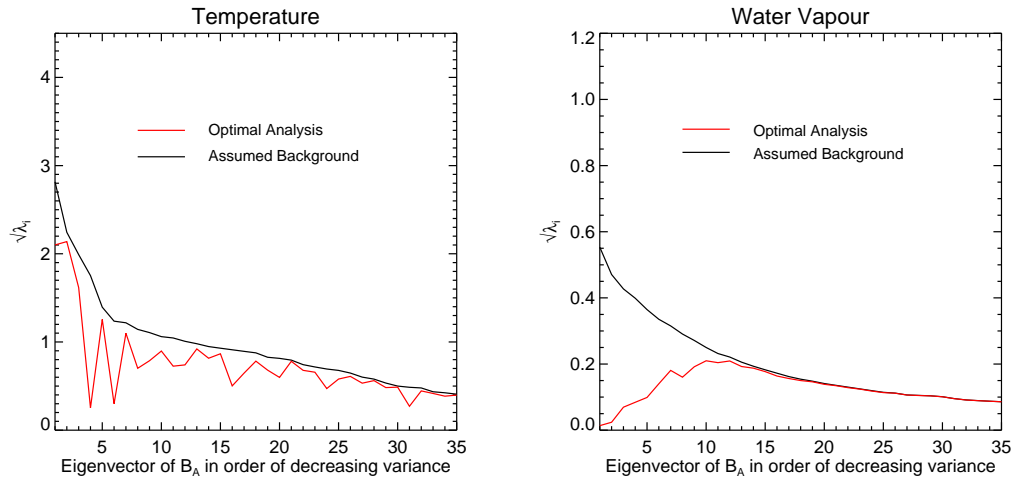 Temperature
4
3
2
1
0
√λi
Optimal Analysis
Assumed Background
5 10 15 20 25 30 35
Eigenvector of BA in order of decreasing variance
Water Vapour
1.2
1.0
0.8
0.6
0.4
0.2
0.0
√λi
Optimal Analysis
Assumed Background
5 10 15 20 25 30 35
Eigenvector of BA in order of decreasing variance